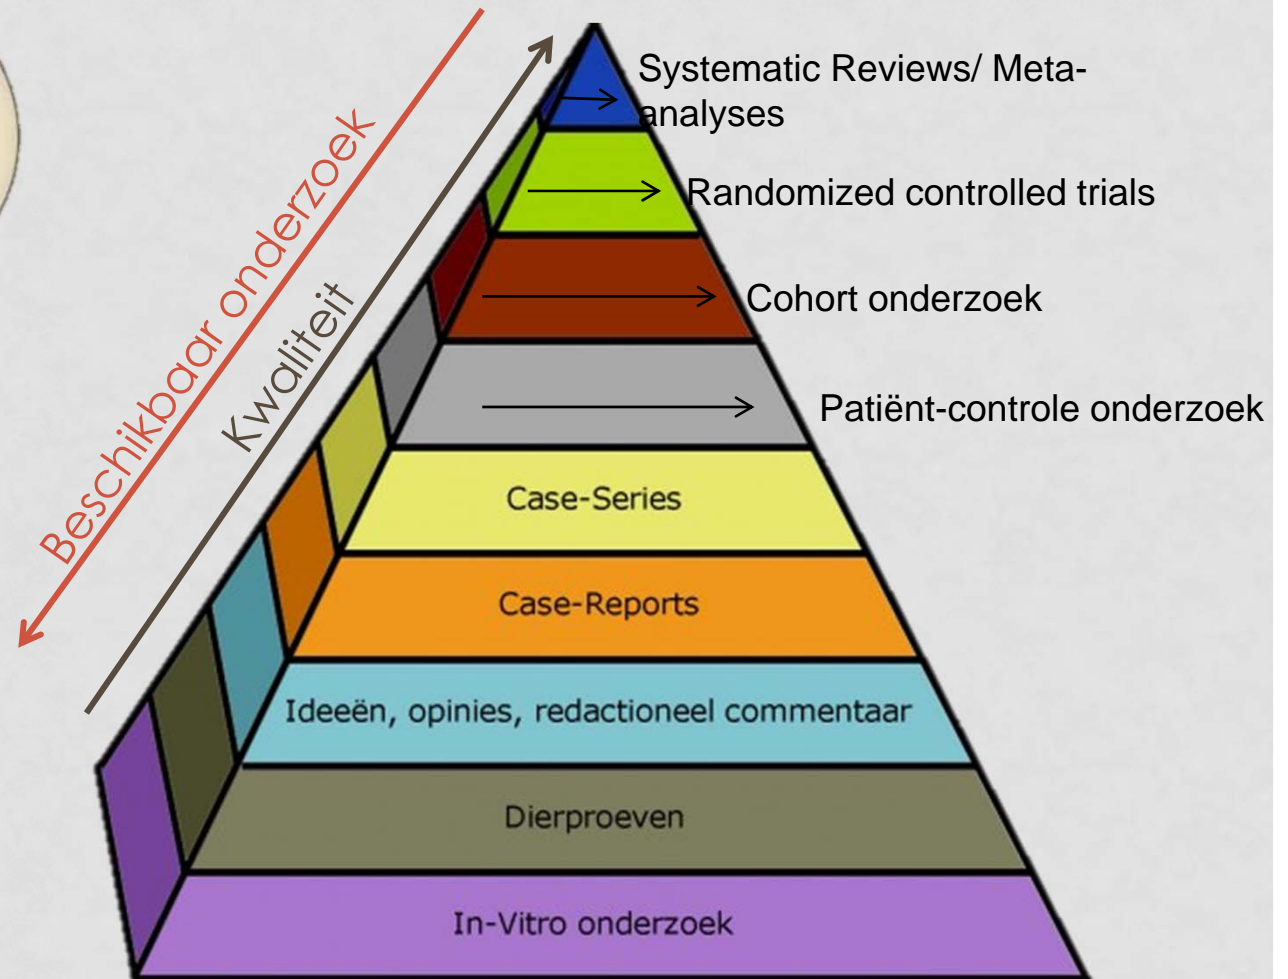 Beschikbaar onderzoek
Kwaliteit
Systematic Reviews/ Meta-
analyses
Randomized controlled trials
Cohort onderzoek
Patiënt-controle onderzoek
Case-Series
Case-Reports
Ideeën, opinies, redactioneel commentaar
Dierproeven
In-Vitro onderzoek